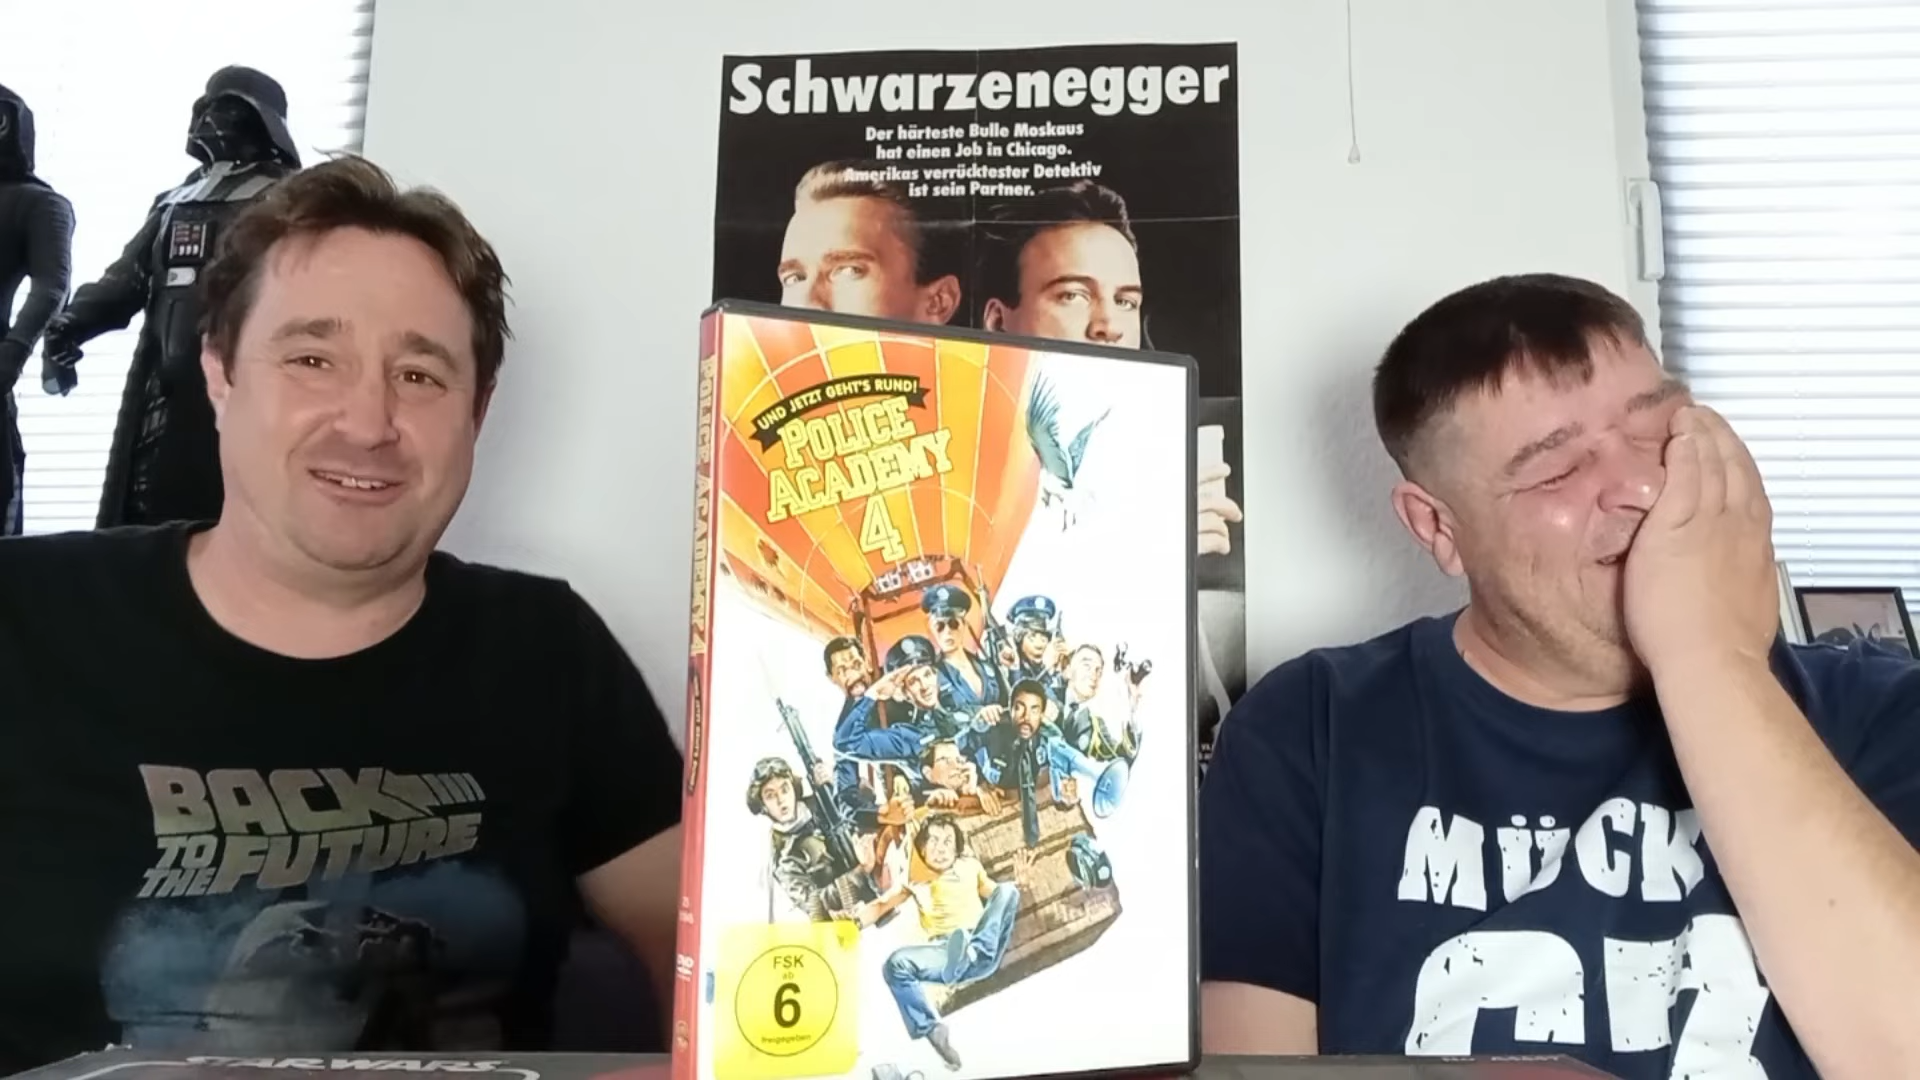 Schwarzenegger
Der härteste Bulle Moskaus
hat einen Job in Chicago.
Amerikas verrücktester Detektiv
ist sein Partner.
UND JETZT GEHT'S RUND!
POLICE
ACADEMY
4
POLICE ACADEMY 4
FSK
ab
6
freigegeben
DVD
BACK
TO
THE FUTURE
MÜCK
STAR WARS